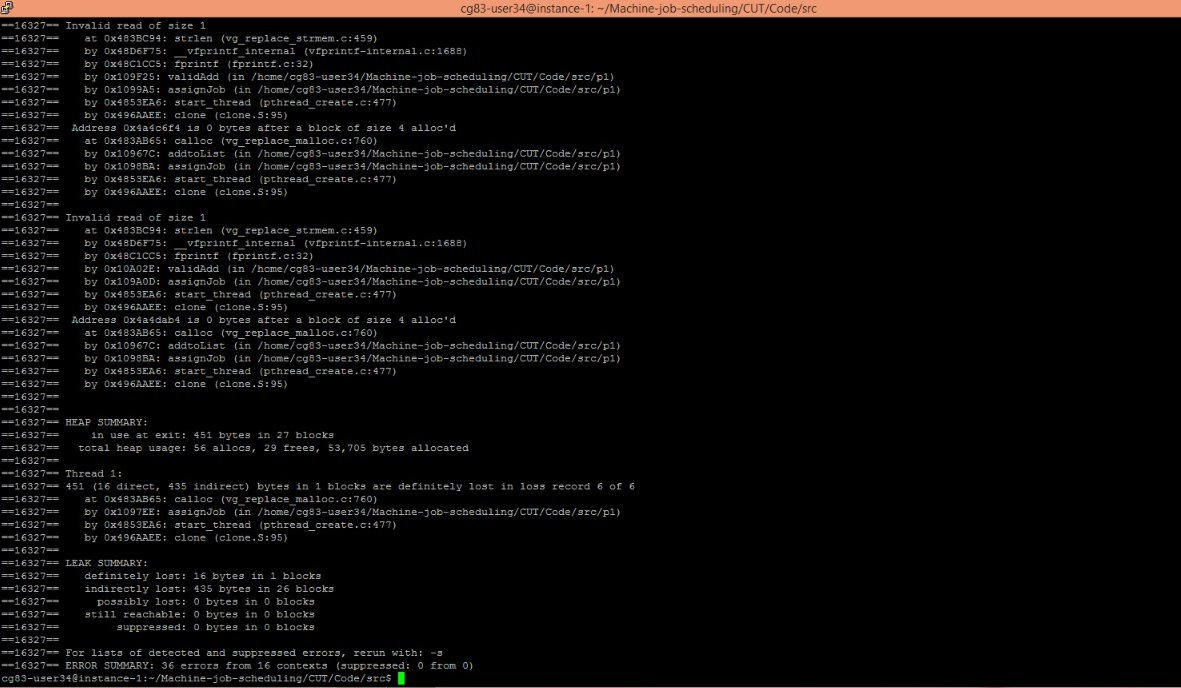 cg83-user34@instance-1: ~/Machine-job-scheduling/CUT/Code/src
==16327== Invalid read of size 1
==16327==    at 0x483BC94: strlen (vg_replace_strmem.c:459)
==16327==    by 0x48D6F75: __vfprintf_internal (vfprintf-internal.c:1688)
==16327==    by 0x48C1CC5: fprintf (fprintf.c:32)
==16327==    by 0x109F25: validAdd (in /home/cg83-user34/Machine-job-scheduling/CUT/Code/src/p1)
==16327==    by 0x1099A5: assignJob (in /home/cg83-user34/Machine-job-scheduling/CUT/Code/src/p1)
==16327==    by 0x4853EA6: start_thread (pthread_create.c:477)
==16327==    by 0x496AAEE: clone (clone.S:95)
==16327==  Address 0x4a4c6f4 is 0 bytes after a block of size 4 alloc'd
==16327==    at 0x483AB65: calloc (vg_replace_malloc.c:760)
==16327==    by 0x10967C: addtoList (in /home/cg83-user34/Machine-job-scheduling/CUT/Code/src/p1)
==16327==    by 0x1098BA: assignJob (in /home/cg83-user34/Machine-job-scheduling/CUT/Code/src/p1)
==16327==    by 0x4853EA6: start_thread (pthread_create.c:477)
==16327==    by 0x496AAEE: clone (clone.S:95)
==16327==
==16327== Invalid read of size 1
==16327==    at 0x483BC94: strlen (vg_replace_strmem.c:459)
==16327==    by 0x48D6F75: __vfprintf_internal (vfprintf-internal.c:1688)
==16327==    by 0x48C1CC5: fprintf (fprintf.c:32)
==16327==    by 0x10A02E: validAdd (in /home/cg83-user34/Machine-job-scheduling/CUT/Code/src/p1)
==16327==    by 0x109A0D: assignJob (in /home/cg83-user34/Machine-job-scheduling/CUT/Code/src/p1)
==16327==    by 0x4853EA6: start_thread (pthread_create.c:477)
==16327==    by 0x496AAEE: clone (clone.S:95)
==16327==  Address 0x4a4dab4 is 0 bytes after a block of size 4 alloc'd
==16327==    at 0x483AB65: calloc (vg_replace_malloc.c:760)
==16327==    by 0x10967C: addtoList (in /home/cg83-user34/Machine-job-scheduling/CUT/Code/src/p1)
==16327==    by 0x1098BA: assignJob (in /home/cg83-user34/Machine-job-scheduling/CUT/Code/src/p1)
==16327==    by 0x4853EA6: start_thread (pthread_create.c:477)
==16327==    by 0x496AAEE: clone (clone.S:95)
==16327==
==16327==
==16327== HEAP SUMMARY:
==16327==     in use at exit: 451 bytes in 27 blocks
==16327==   total heap usage: 56 allocs, 29 frees, 53,705 bytes allocated
==16327==
==16327== Thread 1:
==16327== 451 (16 direct, 435 indirect) bytes in 1 blocks are definitely lost in loss record 6 of 6
==16327==    at 0x483AB65: calloc (vg_replace_malloc.c:760)
==16327==    by 0x1097EE: assignJob (in /home/cg83-user34/Machine-job-scheduling/CUT/Code/src/p1)
==16327==    by 0x4853EA6: start_thread (pthread_create.c:477)
==16327==    by 0x496AAEE: clone (clone.S:95)
==16327==
==16327== LEAK SUMMARY:
==16327==    definitely lost: 16 bytes in 1 blocks
==16327==    indirectly lost: 435 bytes in 26 blocks
==16327==      possibly lost: 0 bytes in 0 blocks
==16327==    still reachable: 0 bytes in 0 blocks
==16327==         suppressed: 0 bytes in 0 blocks
==16327==
==16327== For lists of detected and suppressed errors, rerun with: -s
==16327== ERROR SUMMARY: 36 errors from 16 contexts (suppressed: 0 from 0)
cg83-user34@instance-1:~/Machine-job-scheduling/CUT/Code/src$